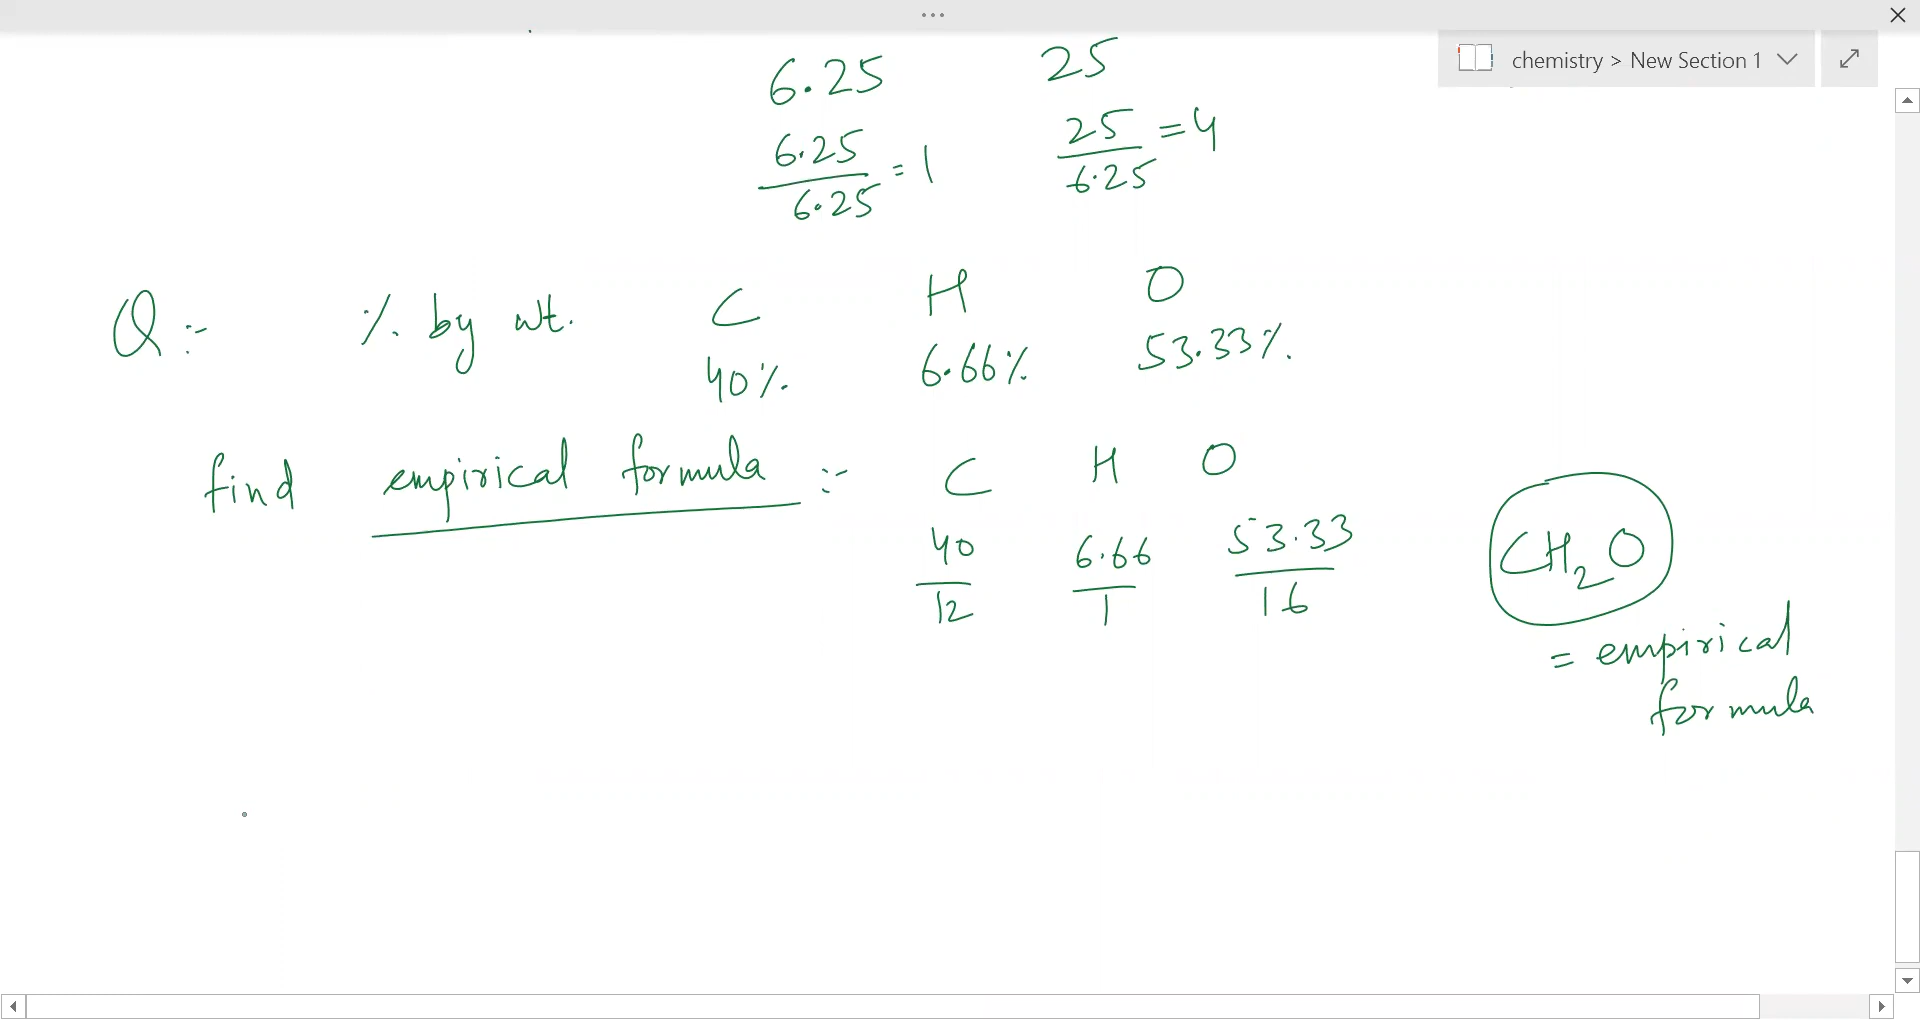 chemistry > New Section 1
6.25 25
6.25/6.25 = 1 25/6.25 = 4
Q :- % by wt. C H O
40% 6.66% 53.33%
find empirical formula :- C H O
40/12 6.66/1 53.33/16
CH₂O
= empirical
formula